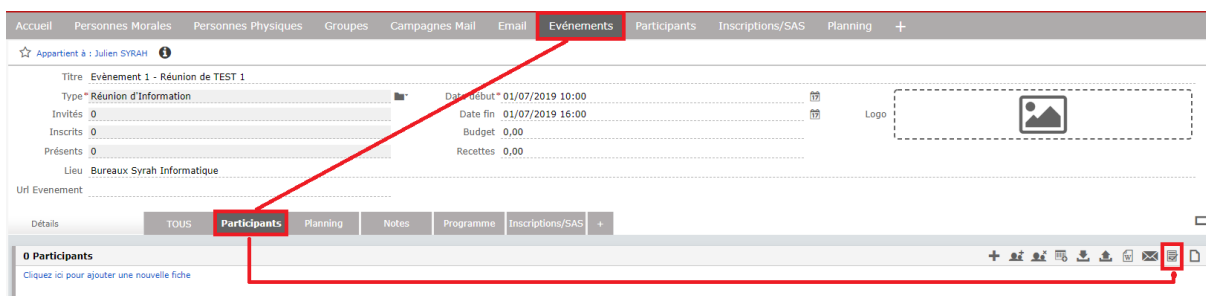 Accueil Personnes Morales Personnes Physiques Groupes Campagnes Mail Email Evénements Participants Inscriptions/SAS Planning +
Appartient à : Julien SYRAH
Titre Evènement 1 - Réunion de TEST 1
Type* Réunion d'Information Date début* 01/07/2019 10:00
Invités 0 Date fin 01/07/2019 16:00 Logo
Inscrits 0 Budget 0,00
Présents 0 Recettes 0,00
Lieu Bureaux Syrah Informatique
Url Evenement
Détails TOUS Participants Planning Notes Programme Inscriptions/SAS +
0 Participants
Cliquez ici pour ajouter une nouvelle fiche